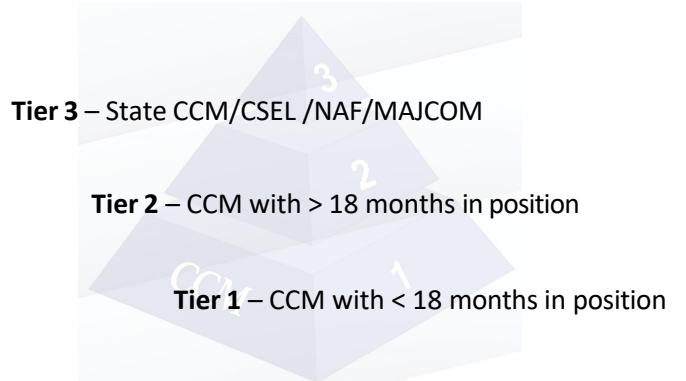 3
Tier 3 – State CCM/CSEL /NAF/MAJCOM
2
Tier 2 – CCM with > 18 months in position
CCM 1
Tier 1 – CCM with < 18 months in position